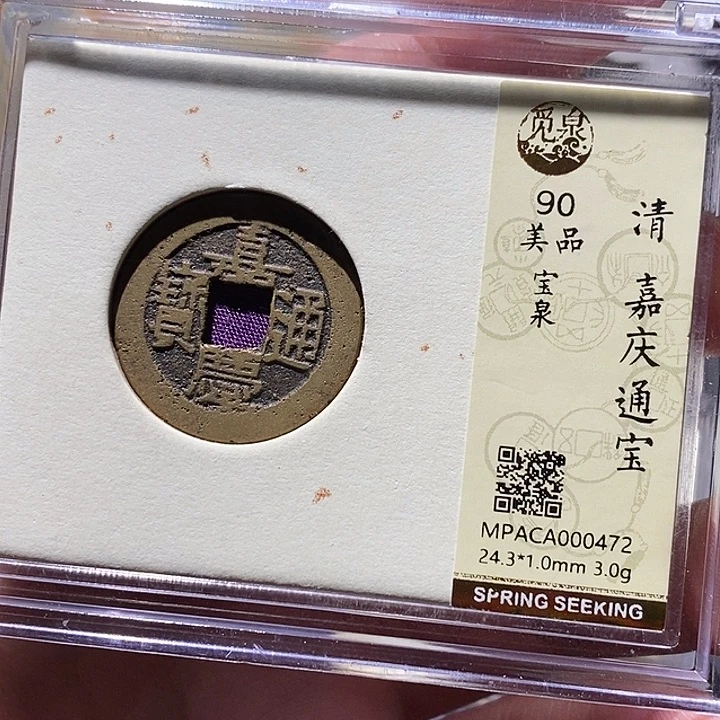 嘉慶通寶
觅泉
90
美品
宝泉
清 嘉庆通宝
MPACA000472
24.3*1.0mm 3.0g
SPRING SEEKING